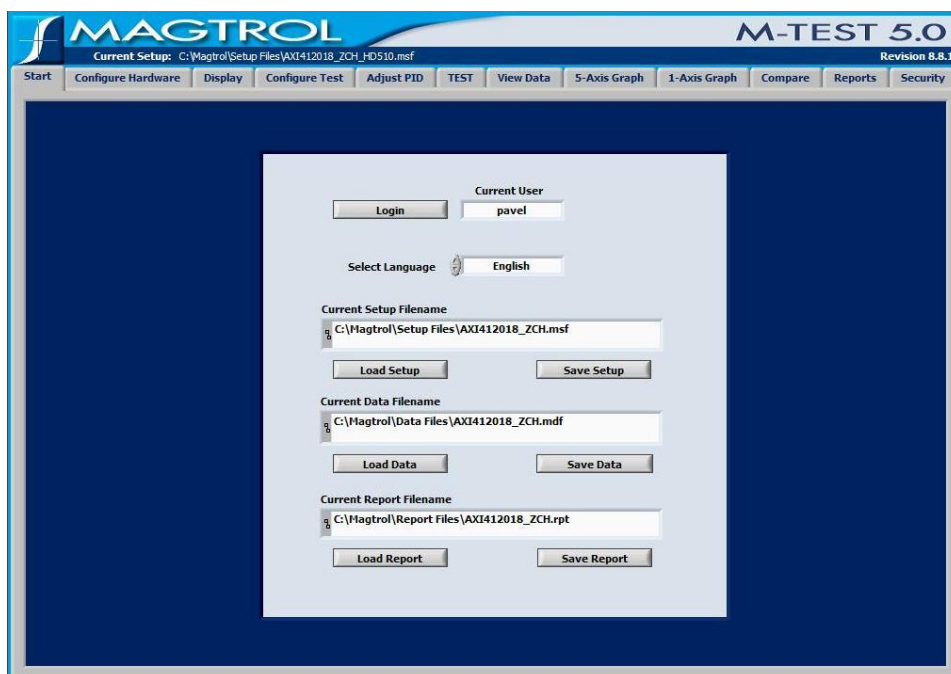 MAGTROL
M-TEST 5.0
Current Setup: C:\Magtrol\Setup Files\AXI412018_ZCH_HD510.msf
Revision 8.8.1
Start Configure Hardware Display Configure Test Adjust PID TEST View Data 5-Axis Graph 1-Axis Graph Compare Reports Security
Current User
Login pavel
Select Language English
Current Setup Filename
C:\Magtrol\Setup Files\AXI412018_ZCH.msf
Load Setup Save Setup
Current Data Filename
C:\Magtrol\Data Files\AXI412018_ZCH.mdf
Load Data Save Data
Current Report Filename
C:\Magtrol\Report Files\AXI412018_ZCH.rpt
Load Report Save Report